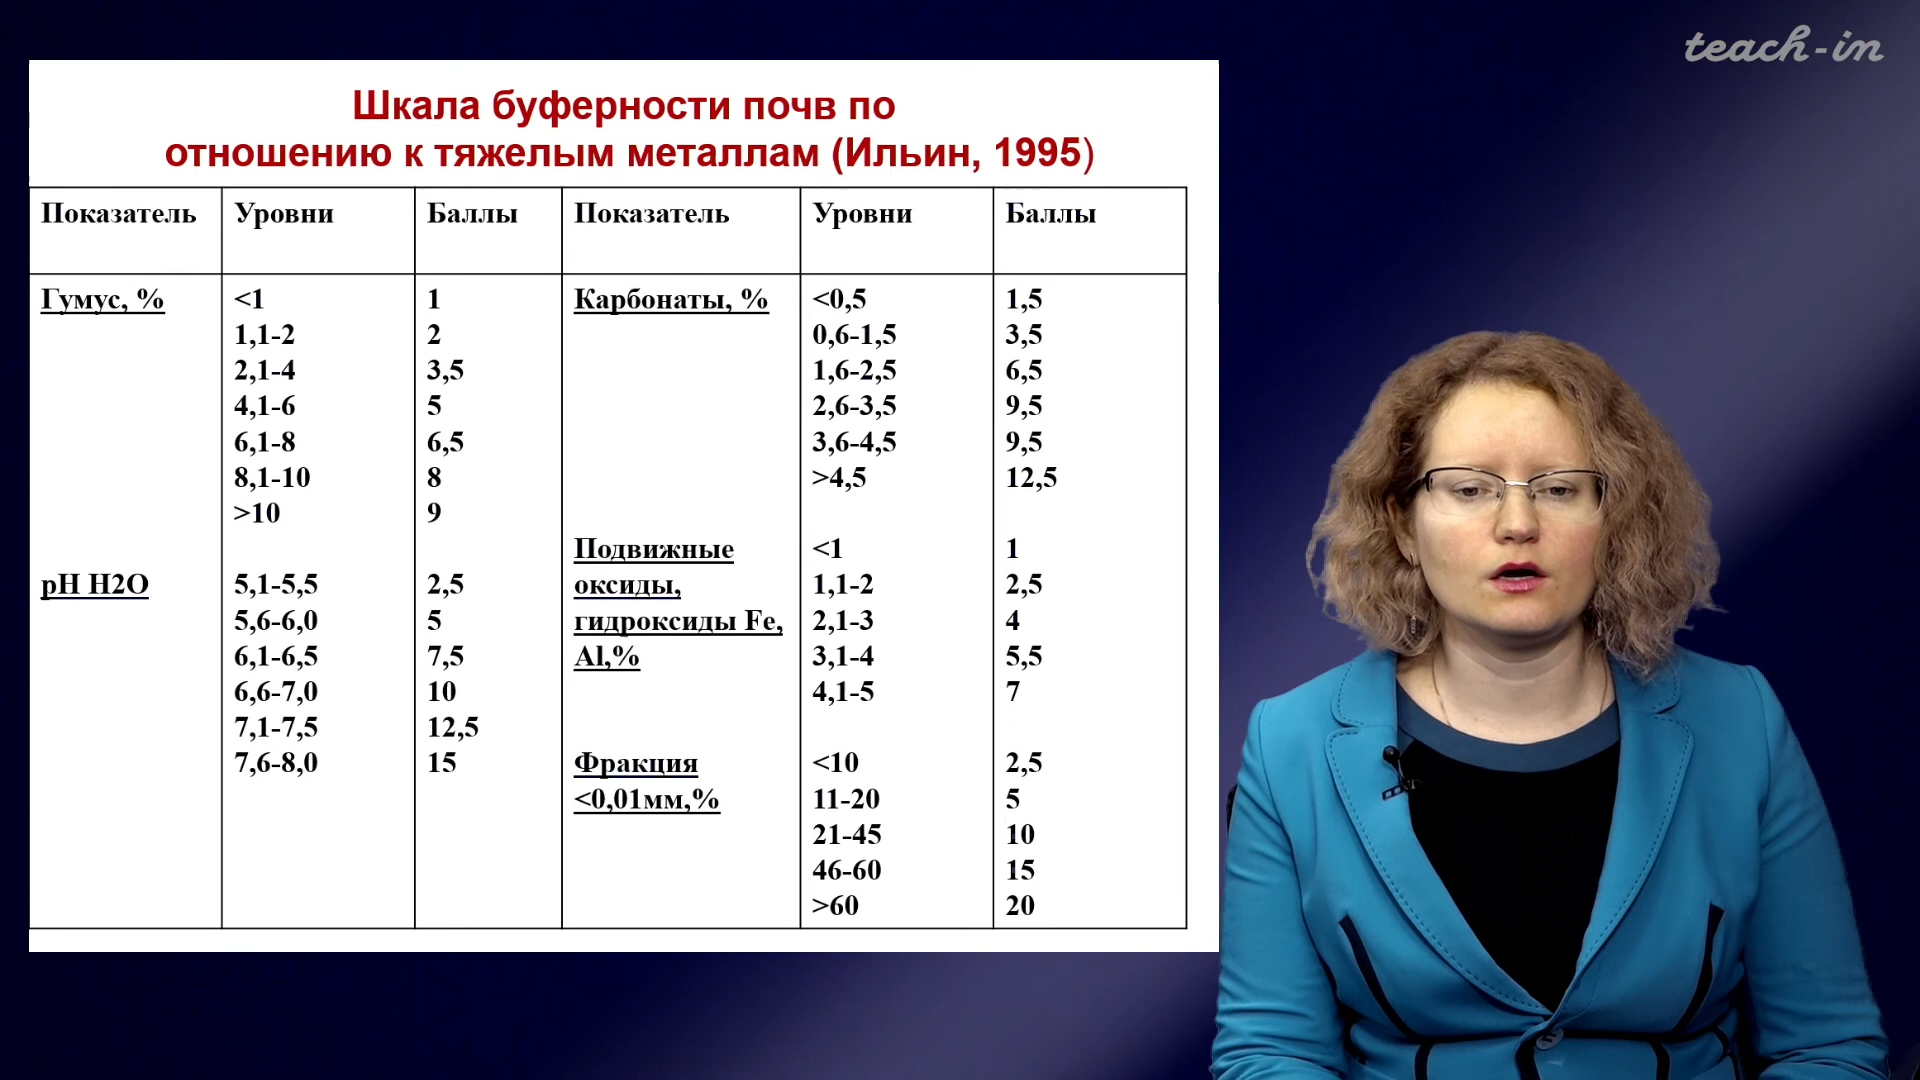 teach-in
Шкала буферности почв по
отношению к тяжелым металлам (Ильин, 1995)
Показатель Уровни Баллы Показатель Уровни Баллы
Гумус, % <1 1 Карбонаты, % <0,5 1,5
1,1-2 2 0,6-1,5 3,5
2,1-4 3,5 1,6-2,5 6,5
4,1-6 5 2,6-3,5 9,5
6,1-8 6,5 3,6-4,5 9,5
8,1-10 8 >4,5 12,5
>10 9
Подвижные <1 1
pH H2O 5,1-5,5 2,5 оксиды, 1,1-2 2,5
5,6-6,0 5 гидроксиды Fe, 2,1-3 4
6,1-6,5 7,5 Al,% 3,1-4 5,5
6,6-7,0 10 4,1-5 7
7,1-7,5 12,5
7,6-8,0 15 Фракция <10 2,5
<0,01мм,% 11-20 5
21-45 10
46-60 15
>60 20